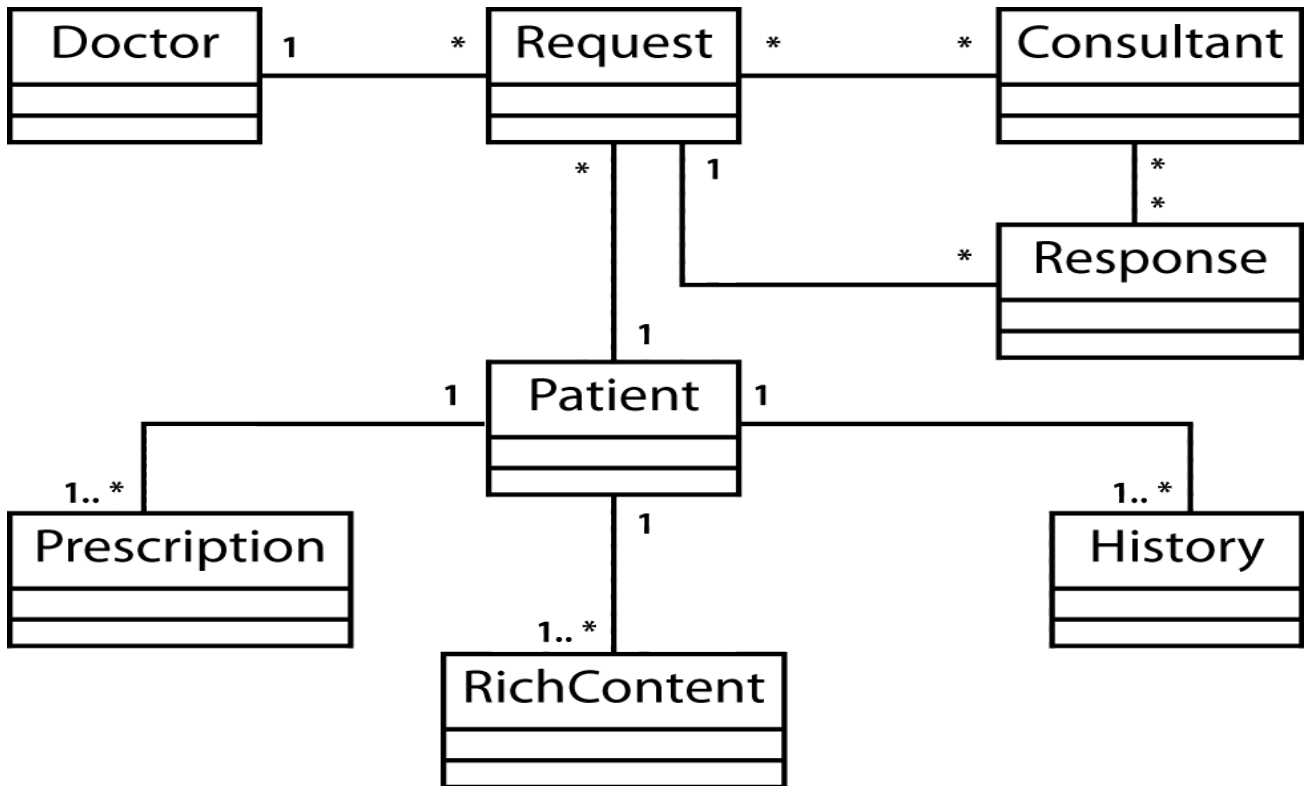 Doctor
1
*
Request
*
*
Consultant
*
1
*
*
*
Response
1
1
Patient
1
1.. *
1.. *
Prescription
1
History
1.. *
RichContent